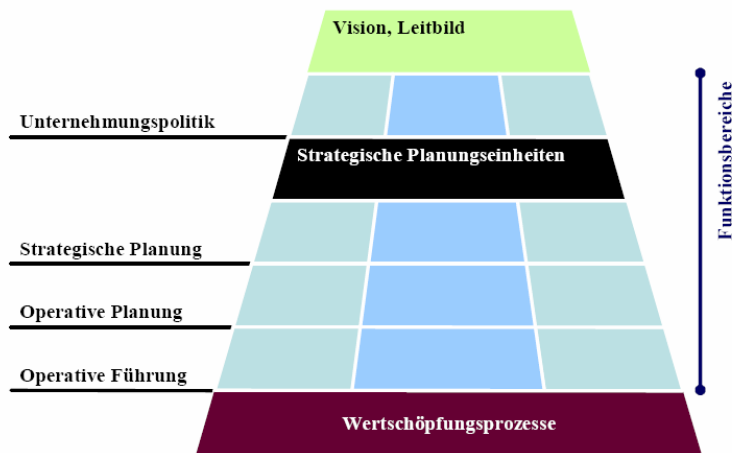 Vision, Leitbild
Unternehmungspolitik
Strategische Planungseinheiten
Funktionsbereiche
Strategische Planung
Operative Planung
Operative Führung
Wertschöpfungsprozesse